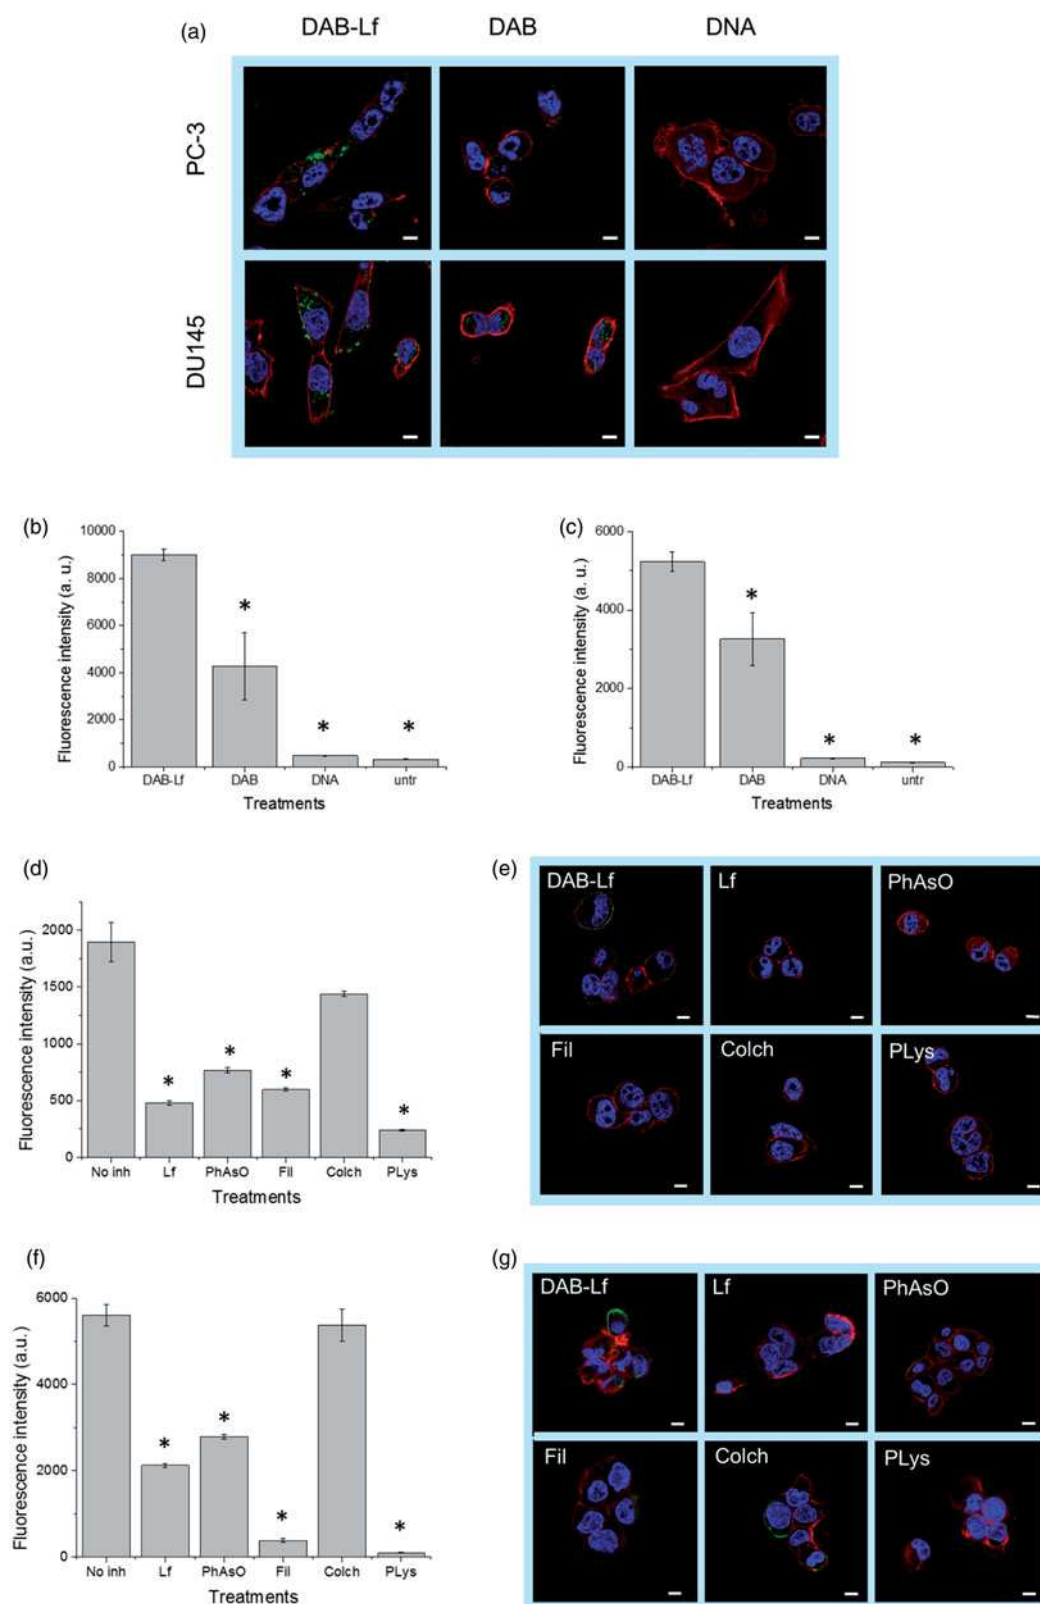 (a)
DAB-Lf DAB DNA
PC-3
DU145
(b)
10000
8000
6000
4000
2000
0
Fluorescence intensity (a. u.)
* * *
DAB-Lf DAB DNA untr
Treatments
(c)
6000
4000
2000
0
Fluorescence intensity (a. u.)
* * *
DAB-Lf DAB DNA untr
Treatments
(d)
2000
1500
1000
500
0
Fluorescence intensity (a.u.)
* * * *
No inh Lf PhAsO Fil Colch PLys
Treatments
(e)
DAB-Lf Lf PhAsO
Fil Colch PLys
(f)
6000
4000
2000
0
Fluorescence intensity (a.u.)
* * * *
No inh Lf PhAsO Fil Colch PLys
Treatments
(g)
DAB-Lf Lf PhAsO
Fil Colch PLys